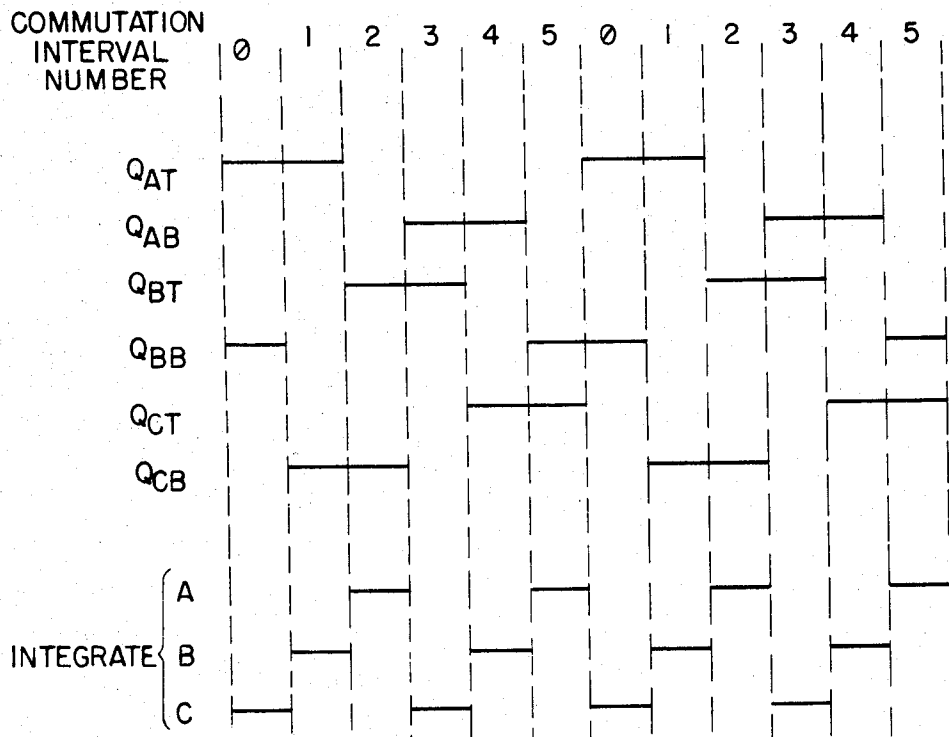 COMMUTATION
INTERVAL
NUMBER
0 1 2 3 4 5 0 1 2 3 4 5
QAT
QAB
QBT
QBB
QCT
QCB
INTEGRATE
A
B
C